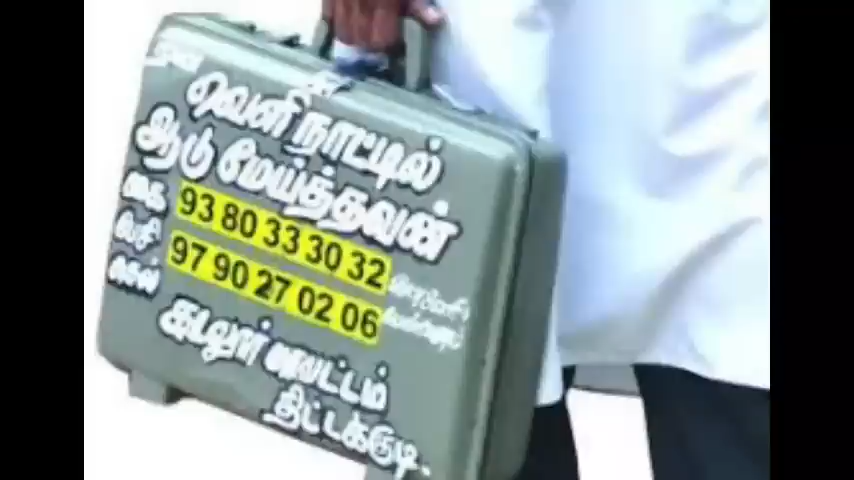 நான்
வெளி நாட்டில்
ஆடு மேய்த்தவன்
கை 93 80 33 30 32
பேசி 97 90 27 02 06
கடலூர் மாவட்டம்
திட்டக்குடி.